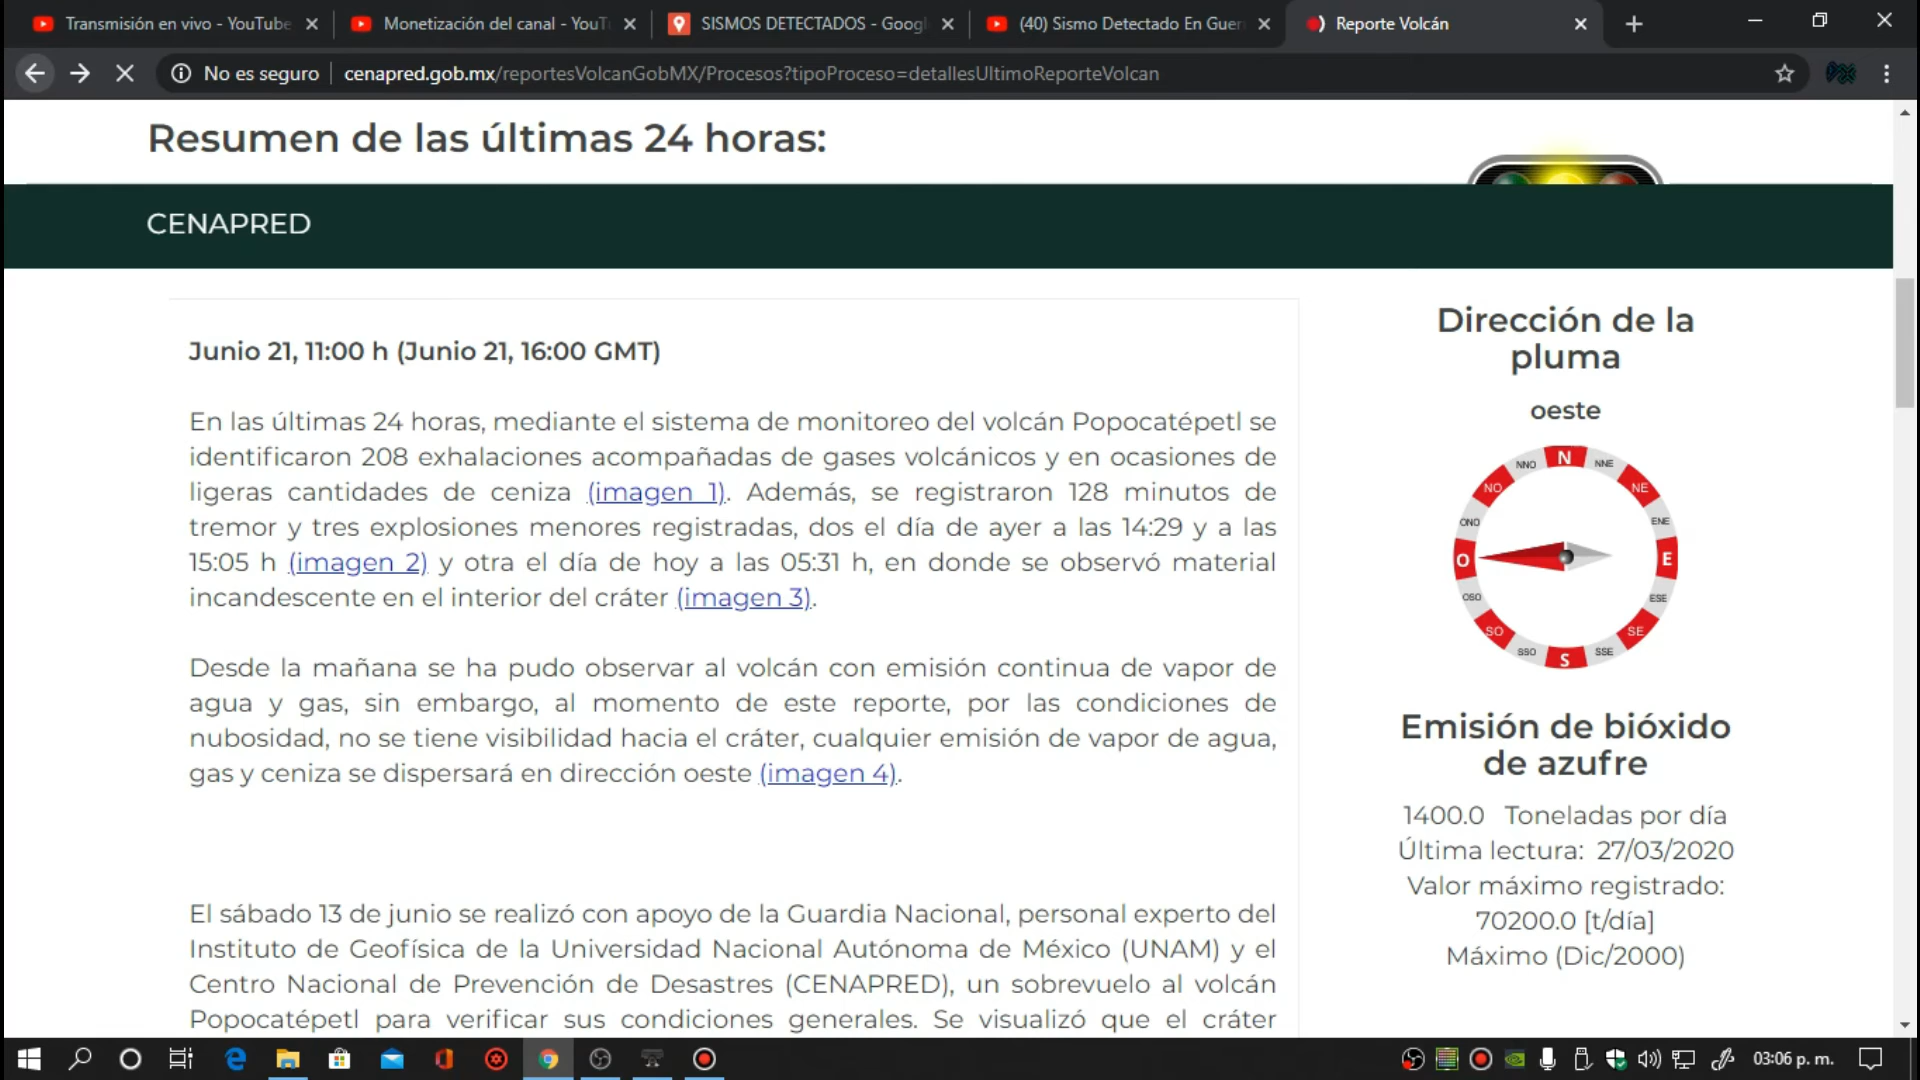 Transmisión en vivo - YouTube
Monetización del canal - YouT
SISMOS DETECTADOS - Googl
(40) Sismo Detectado En Guer
Reporte Volcán
No es seguro
cenapred.gob.mx/reportesVolcanGobMX/Procesos?tipoProceso=detallesUltimoReporteVolcan
Resumen de las últimas 24 horas:
CENAPRED
Junio 21, 11:00 h (Junio 21, 16:00 GMT)
En las últimas 24 horas, mediante el sistema de monitoreo del volcán Popocatépetl se
identificaron 208 exhalaciones acompañadas de gases volcánicos y en ocasiones de
ligeras cantidades de ceniza (imagen 1). Además, se registraron 128 minutos de
tremor y tres explosiones menores registradas, dos el día de ayer a las 14:29 y a las
15:05 h (imagen 2) y otra el día de hoy a las 05:31 h, en donde se observó material
incandescente en el interior del cráter (imagen 3).
Desde la mañana se ha pudo observar al volcán con emisión continua de vapor de
agua y gas, sin embargo, al momento de este reporte, por las condiciones de
nubosidad, no se tiene visibilidad hacia el cráter, cualquier emisión de vapor de agua,
gas y ceniza se dispersará en dirección oeste (imagen 4).
El sábado 13 de junio se realizó con apoyo de la Guardia Nacional, personal experto del
Instituto de Geofísica de la Universidad Nacional Autónoma de México (UNAM) y el
Centro Nacional de Prevención de Desastres (CENAPRED), un sobrevuelo al volcán
Popocatépetl para verificar sus condiciones generales. Se visualizó que el cráter
Dirección de la
pluma
oeste
NNO N NNE
NO NE
ONO ENE
O E
OSO ESE
SO SE
SSO S SSE
Emisión de bióxido
de azufre
1400.0 Toneladas por día
Última lectura: 27/03/2020
Valor máximo registrado:
70200.0 [t/día]
Máximo (Dic/2000)
03:06 p. m.